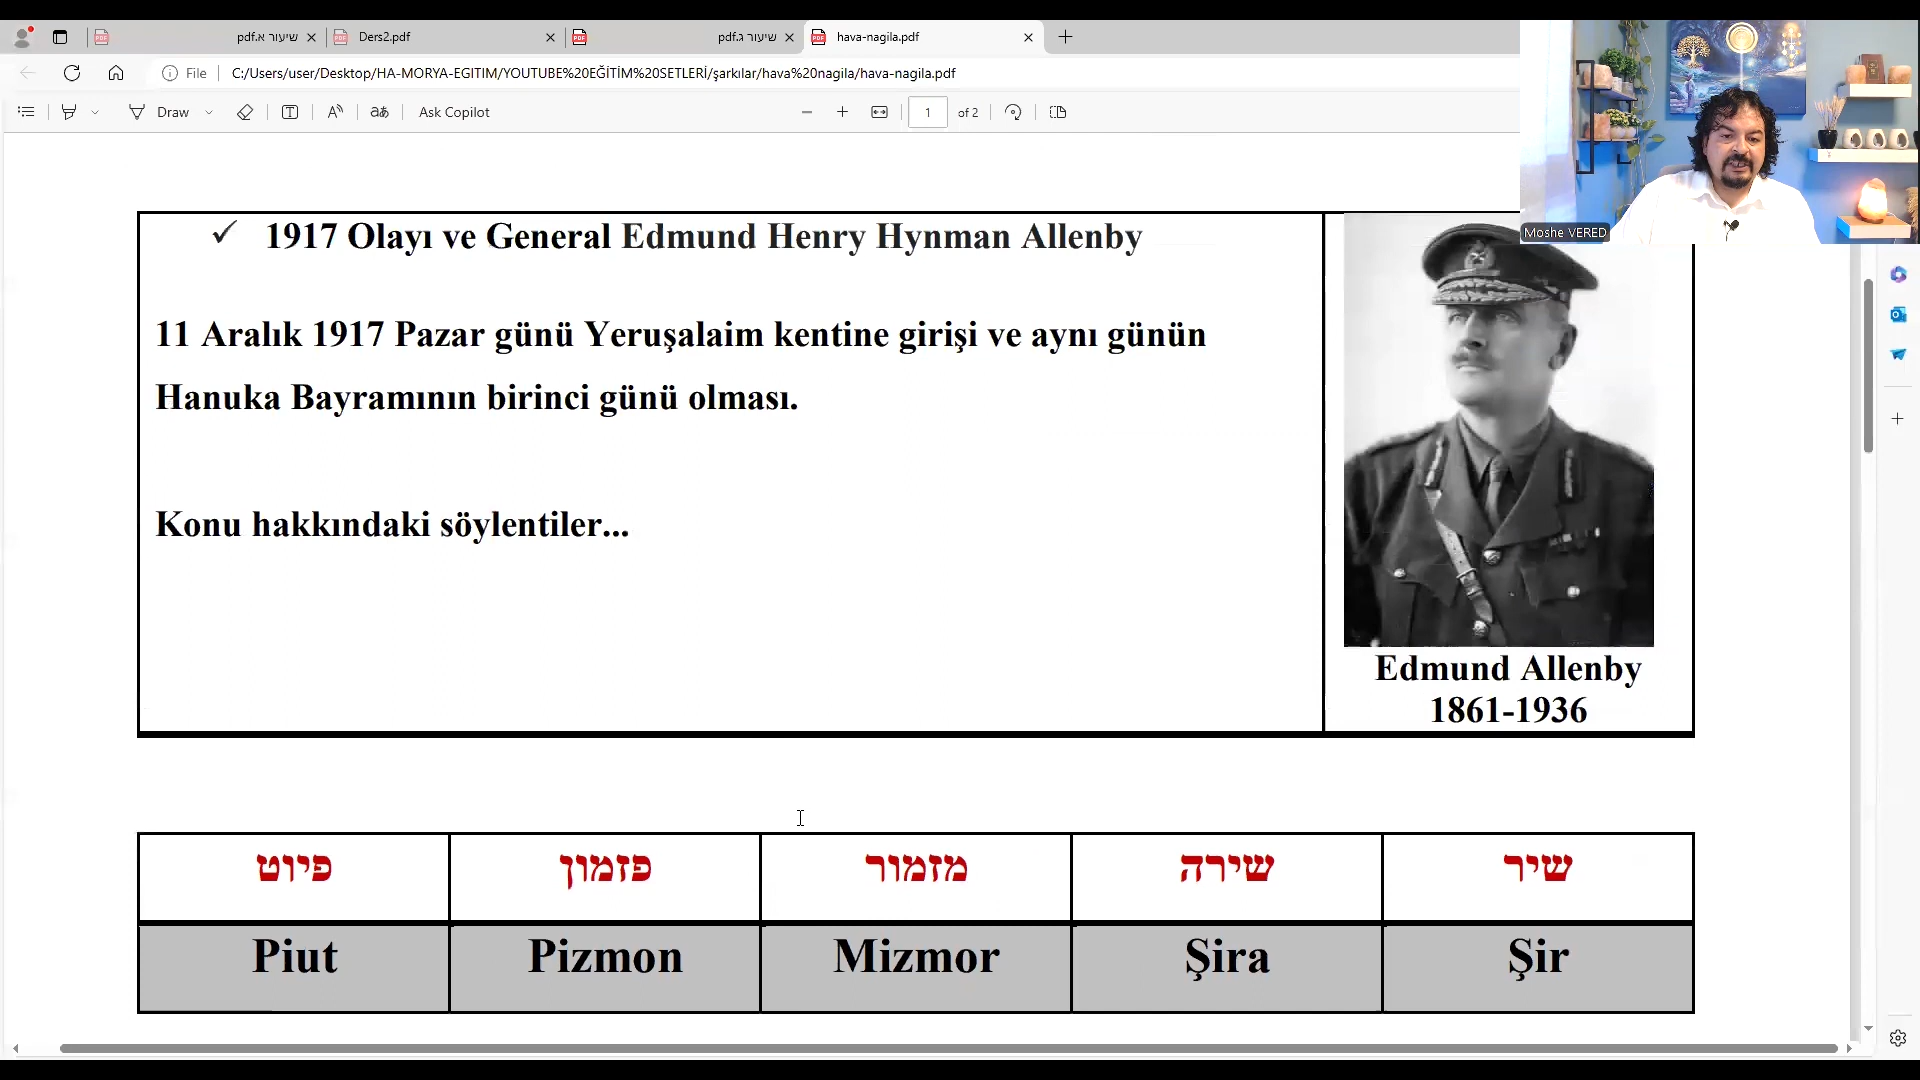 שיעור א.pdf
Ders2.pdf
שיעור ג.pdf
hava-nagila.pdf
File
C:/Users/user/Desktop/HA-MORYA-EGITIM/YOUTUBE%20EĞİTİM%20SETLERİ/şarkılar/hava%20nagila/hava-nagila.pdf
Draw
Ask Copilot
1 of 2
Moshe VERED
✓ 1917 Olayı ve General Edmund Henry Hynman Allenby
11 Aralık 1917 Pazar günü Yeruşalaim kentine girişi ve aynı günün
Hanuka Bayramının birinci günü olması.
Konu hakkındaki söylentiler...
Edmund Allenby
1861-1936
פיוט פזמון מזמור שירה שיר
Piut Pizmon Mizmor Şira Şir